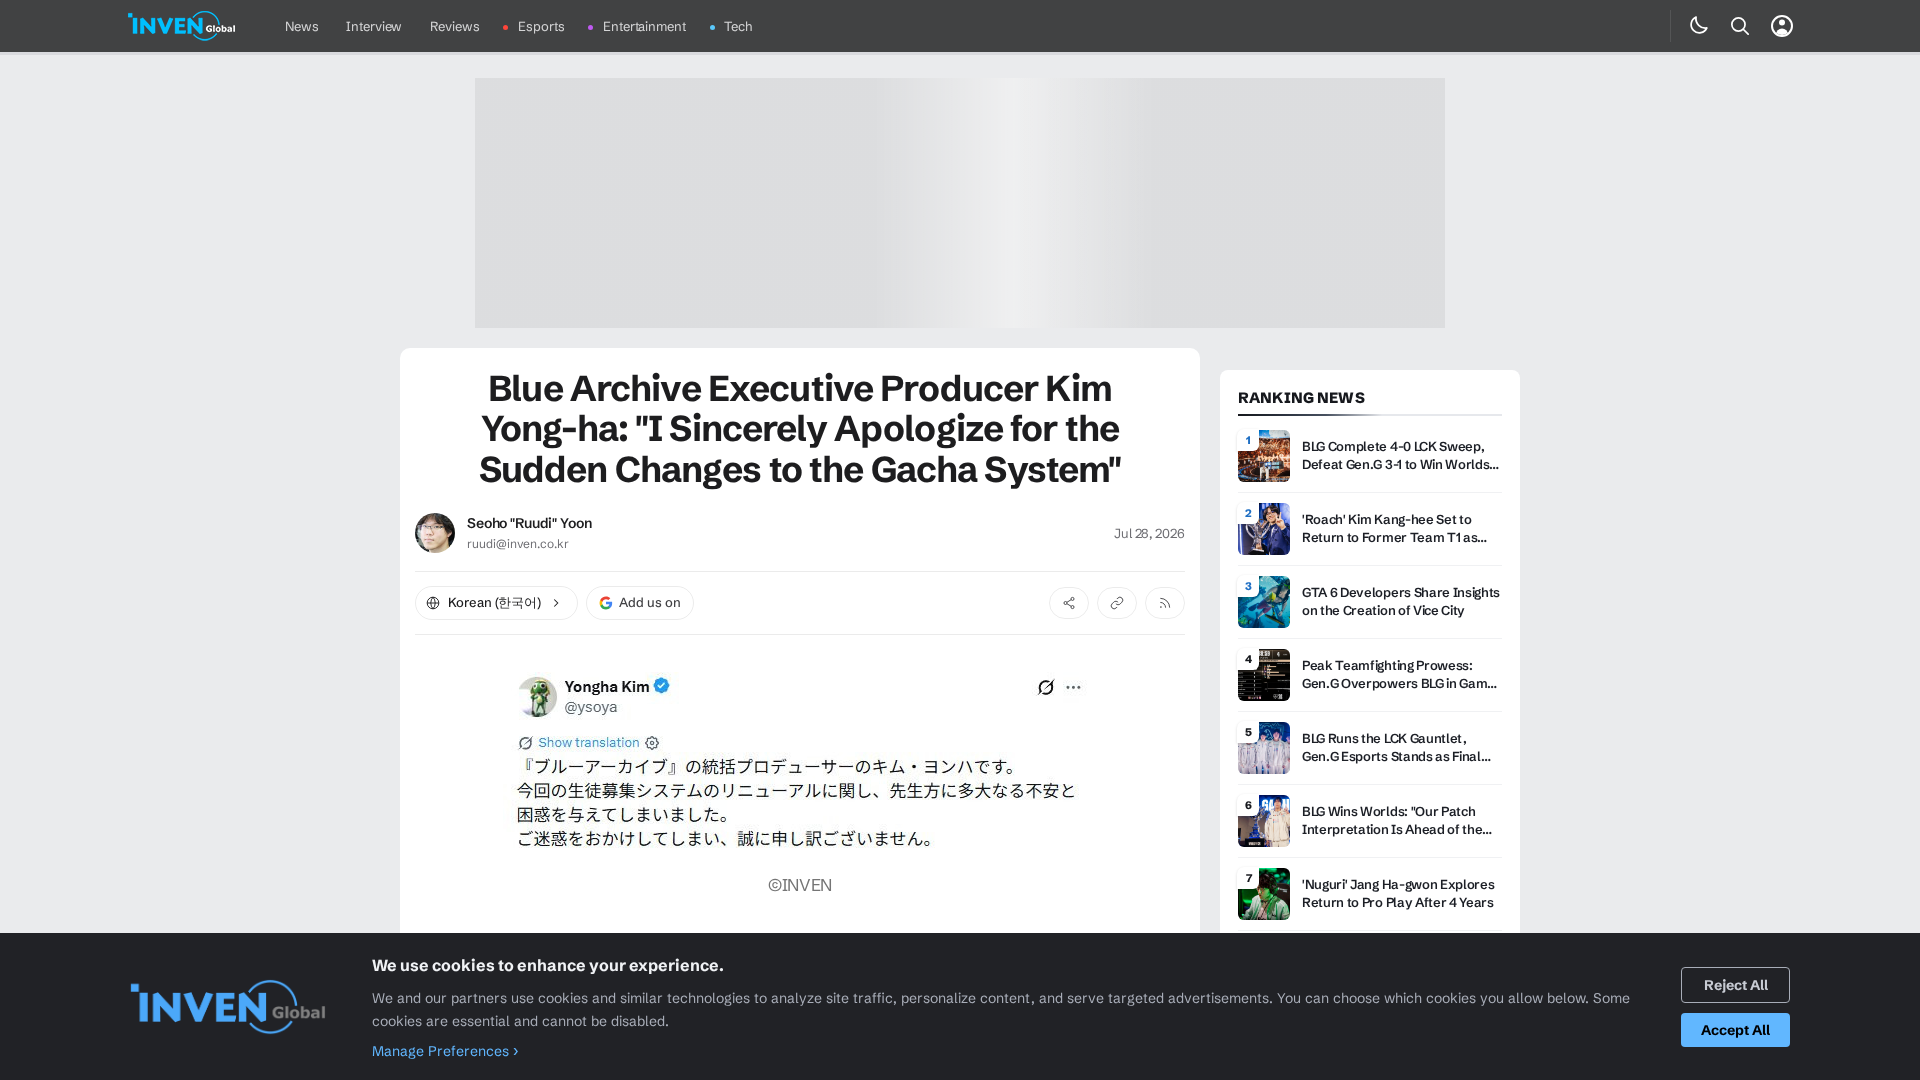 INVEN Global
News
Interview
Reviews
Esports
Entertainment
Tech
Blue Archive Executive Producer Kim
Yong-ha: "I Sincerely Apologize for the
Sudden Changes to the Gacha System"
Seoho "Ruudi" Yoon
ruudi@inven.co.kr
Jul 28, 2026
Korean (한국어)
Add us on
Yongha Kim
@ysoya
Show translation
『ブルーアーカイブ』の統括プロデューサーのキム・ヨンハです。
今回の生徒募集システムのリニューアルに関し、先生方に多大なる不安と
困惑を与えてしまいました。
ご迷惑をおかけしてしまい、誠に申し訳ございません。
©INVEN
RANKING NEWS
1
BLG Complete 4-0 LCK Sweep,
Defeat Gen.G 3-1 to Win Worlds...
2
'Roach' Kim Kang-hee Set to
Return to Former Team T1 as...
3
GTA 6 Developers Share Insights
on the Creation of Vice City
4
Peak Teamfighting Prowess:
Gen.G Overpowers BLG in Gam...
5
BLG Runs the LCK Gauntlet,
Gen.G Esports Stands as Final...
6
BLG Wins Worlds: "Our Patch
Interpretation Is Ahead of the...
7
'Nuguri' Jang Ha-gwon Explores
Return to Pro Play After 4 Years
INVEN Global
We use cookies to enhance your experience.
We and our partners use cookies and similar technologies to analyze site traffic, personalize content, and serve targeted advertisements. You can choose which cookies you allow below. Some
cookies are essential and cannot be disabled.
Manage Preferences ›
Reject All
Accept All